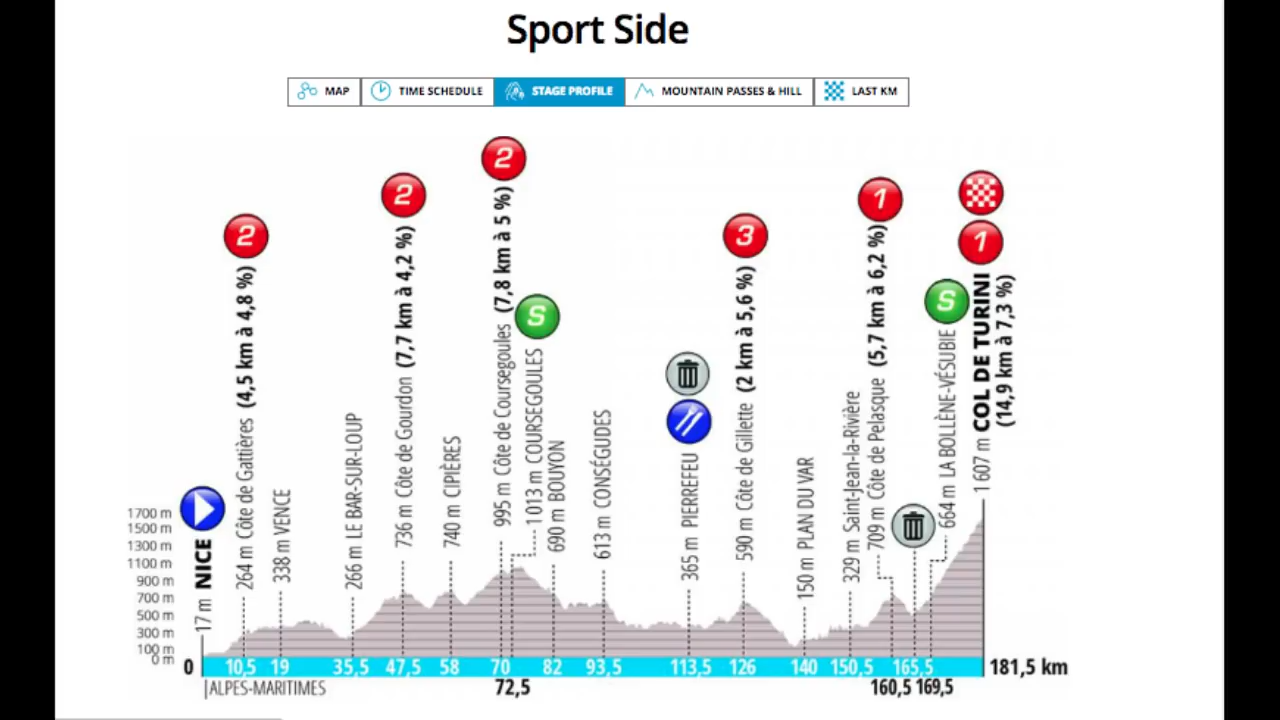 Sport Side
MAP
TIME SCHEDULE
STAGE PROFILE
MOUNTAIN PASSES & HILL
LAST KM
2
2
2
3
1
1
S
S
1700 m
1500 m
1300 m
1100 m
900 m
700 m
500 m
300 m
100 m
0 m
17 m NICE
264 m Côte de Gattières (4,5 km à 4,8 %)
338 m VENCE
266 m LE BAR-SUR-LOUP
736 m Côte de Gourdon (7,7 km à 4,2 %)
740 m CIPIÈRES
995 m Côte de Coursegoules (7,8 km à 5 %)
1013 m COURSEGOULES
690 m BOUYON
613 m CONSÉGUDES
365 m PIERREFEU
590 m Côte de Gillette (2 km à 5,6 %)
150 m PLAN DU VAR
329 m Saint-Jean-la-Rivière
709 m Côte de Pelasque (5,7 km à 6,2 %)
664 m LA BOLLÈNE-VÉSUBIE
1607 m COL DE TURINI
(14,9 km à 7,3 %)
0 10,5 19 35,5 47,5 58 70 82 93,5 113,5 126 140 150,5 165,5 181,5 km
ALPES-MARITIMES 72,5 160,5 169,5